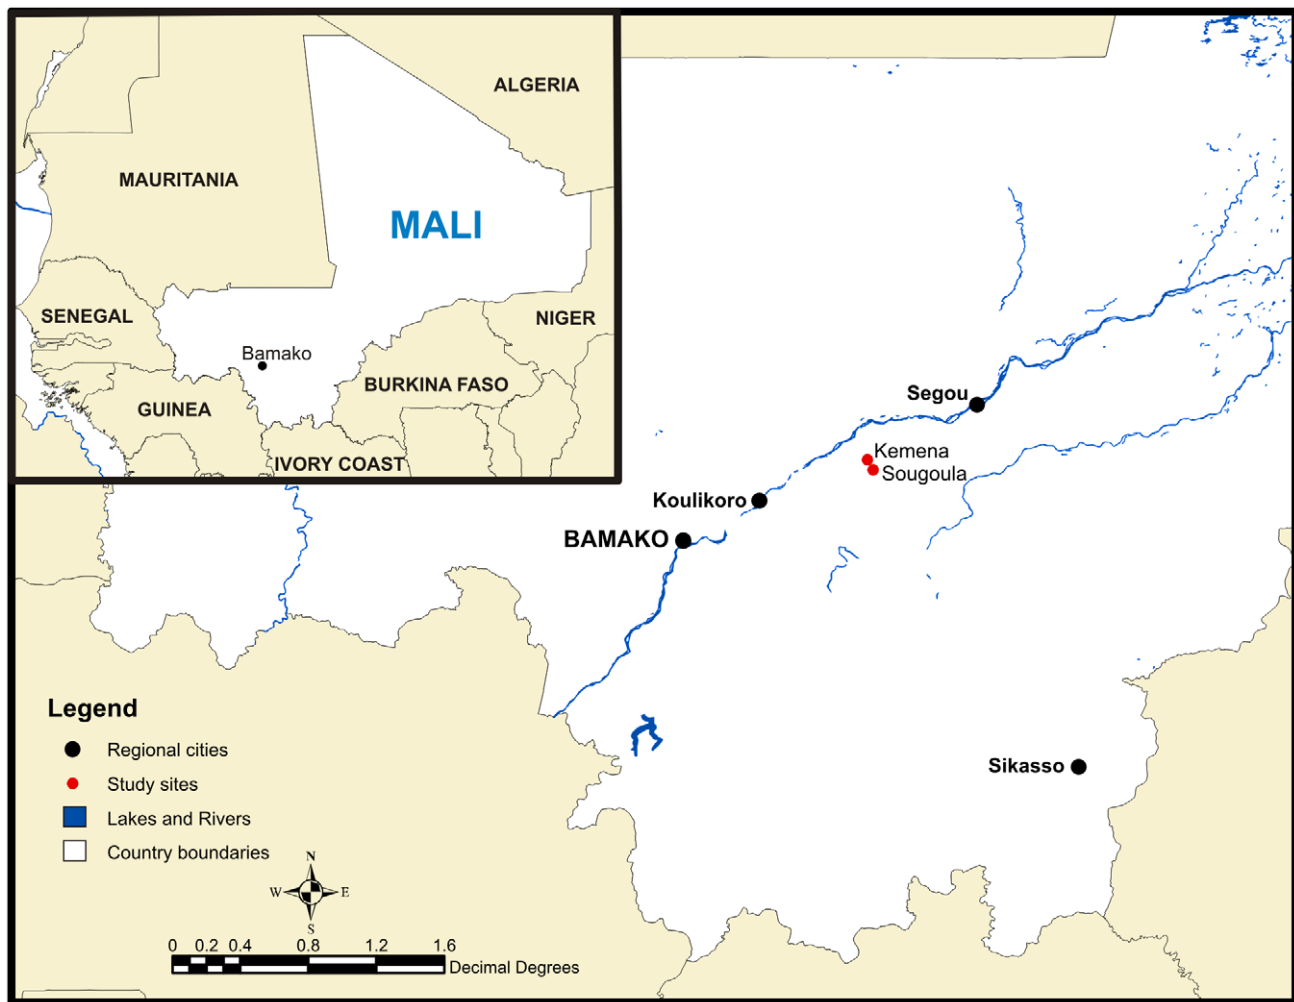 ALGERIA
MAURITANIA
MALI
SENEGAL
NIGER
Bamako
BURKINA FASO
GUINEA
IVORY COAST
Segou
Kemena
Sougoula
Koulikoro
BAMAKO
Sikasso
Legend
Regional cities
Study sites
Lakes and Rivers
Country boundaries
N
W E
S
0 0.2 0.4 0.8 1.2 1.6
Decimal Degrees